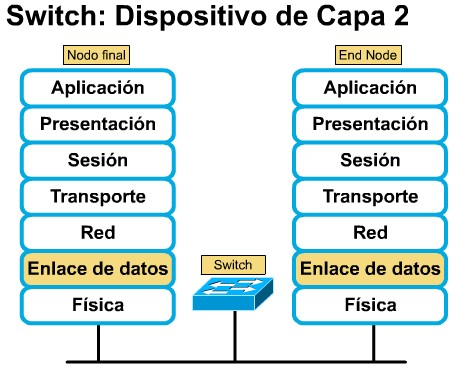 Switch: Dispositivo de Capa 2
Nodo final
Aplicación
Presentación
Sesión
Transporte
Red
Enlace de datos
Física
Switch
End Node
Aplicación
Presentación
Sesión
Transporte
Red
Enlace de datos
Física